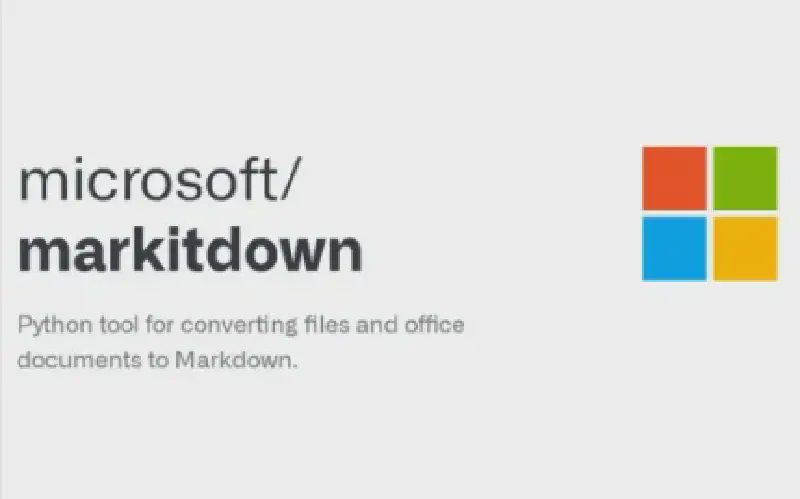 microsoft/
markitdown
Python tool for converting files and office
documents to Markdown.